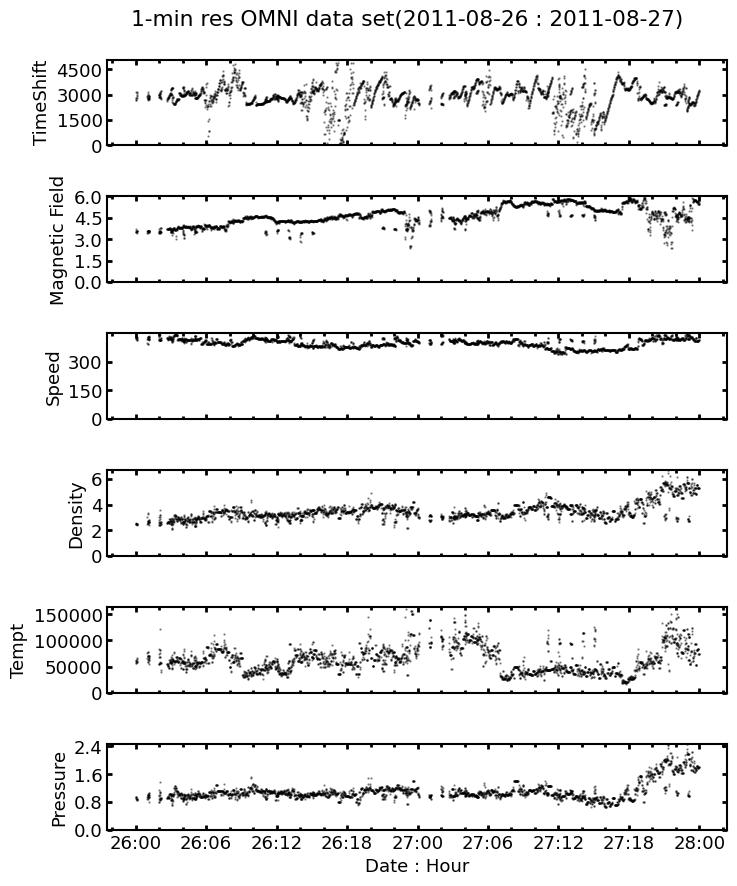 1-min res OMNI data set(2011-08-26 : 2011-08-27)
TimeShift
4500
3000
1500
0
Magnetic Field
6.0
4.5
3.0
1.5
0.0
Speed
300
150
0
Density
6
4
2
0
Tempt
150000
100000
50000
0
Pressure
2.4
1.6
0.8
0.0
26:00 26:06 26:12 26:18 27:00 27:06 27:12 27:18 28:00
Date : Hour